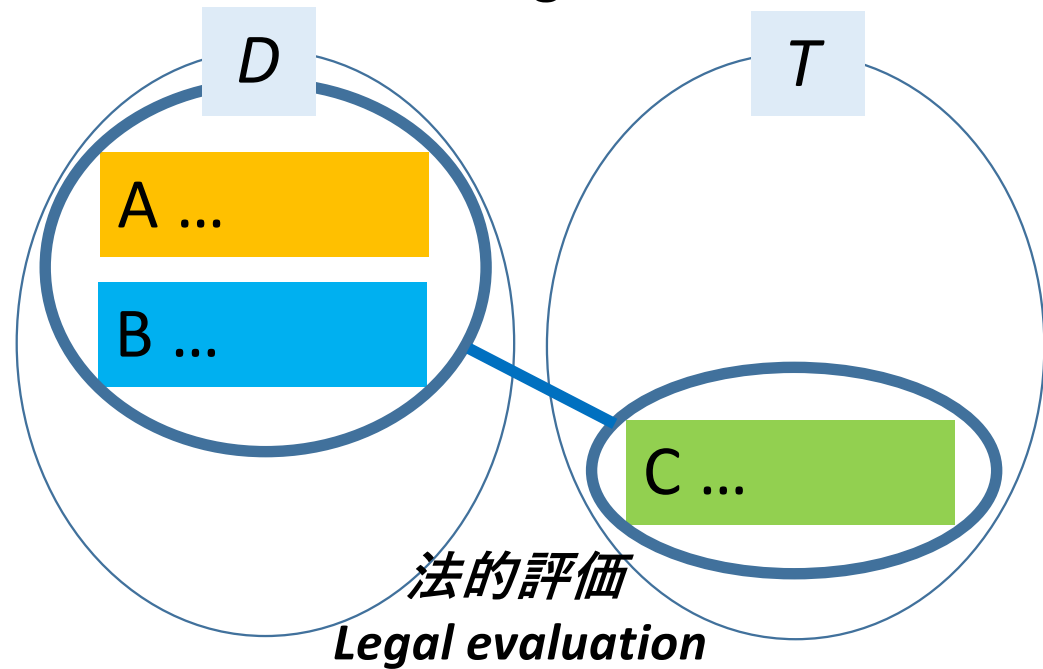 D
T
A ...
B ...
C ...
法的評価
Legal evaluation